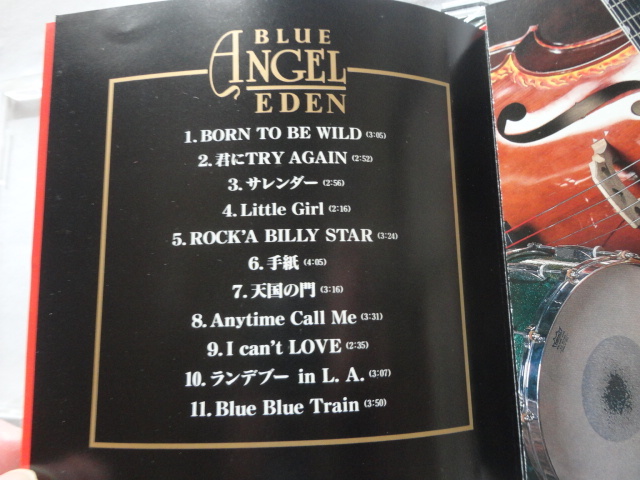 BLUE
ANGEL
EDEN
1. BORN TO BE WILD (3:05)
2. 君にTRY AGAIN (2:52)
3. サレンダー (2:56)
4. Little Girl (2:16)
5. ROCK'A BILLY STAR (3:24)
6. 手紙 (4:05)
7. 天国の門 (3:16)
8. Anytime Call Me (3:31)
9. I can't LOVE (2:35)
10. ランデブー in L. A. (3:07)
11. Blue Blue Train (3:50)